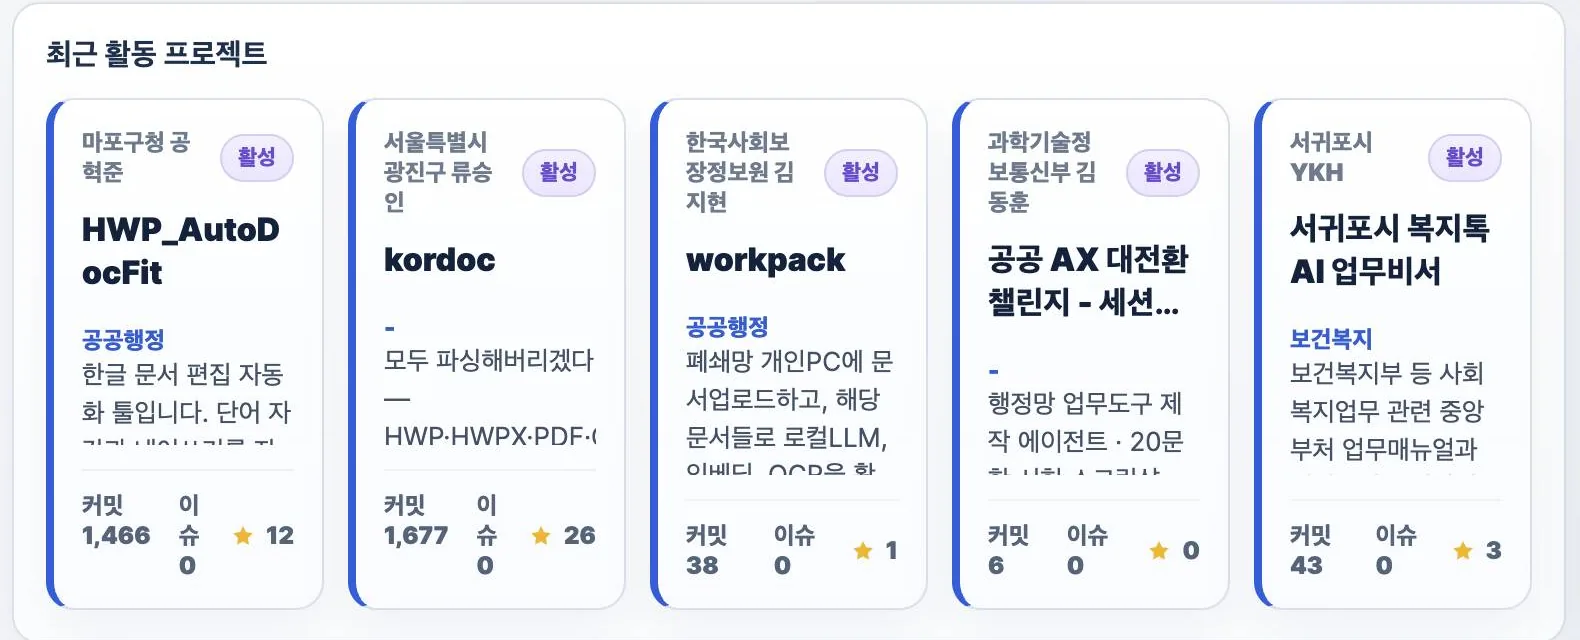 최근 활동 프로젝트
마포구청 공
혁준
활성
HWP_AutoD
ocFit
공공행정
한글 문서 편집 자동
화 툴입니다. 단어 자
커밋
1,466
이
슈
0
★ 12
서울특별시
광진구 류승
인
활성
kordoc
-
모두 파싱해버리겠다
—
HWP·HWPX·PDF·
커밋
1,677
이
슈
0
★ 26
한국사회보
장정보원 김
지현
활성
workpack
공공행정
폐쇄망 개인PC에 문
서업로드하고, 해당
문서들로 로컬LLM,
커밋
38
이슈
0
★ 1
과학기술정
보통신부 김
동훈
활성
공공 AX 대전환
챌린지 - 세션...
-
행정망 업무도구 제
작 에이전트 · 20문
커밋
6
이슈
0
★ 0
서귀포시
YKH
활성
서귀포시 복지톡
AI 업무비서
보건복지
보건복지부 등 사회
복지업무 관련 중앙
부처 업무매뉴얼과
커밋
43
이슈
0
★ 3